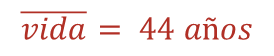 vida = 44 años